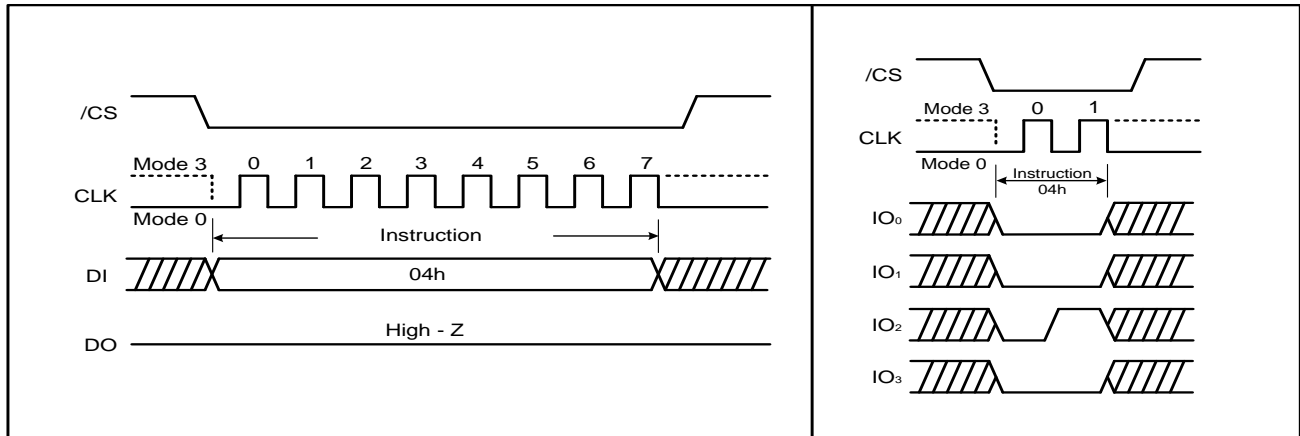 /CS
Mode 3 0 1 2 3 4 5 6 7
CLK
Mode 0
Instruction
DI 04h
High - Z
DO
/CS
Mode 3 0 1
CLK
Mode 0 Instruction
04h
IO₀
IO₁
IO₂
IO₃